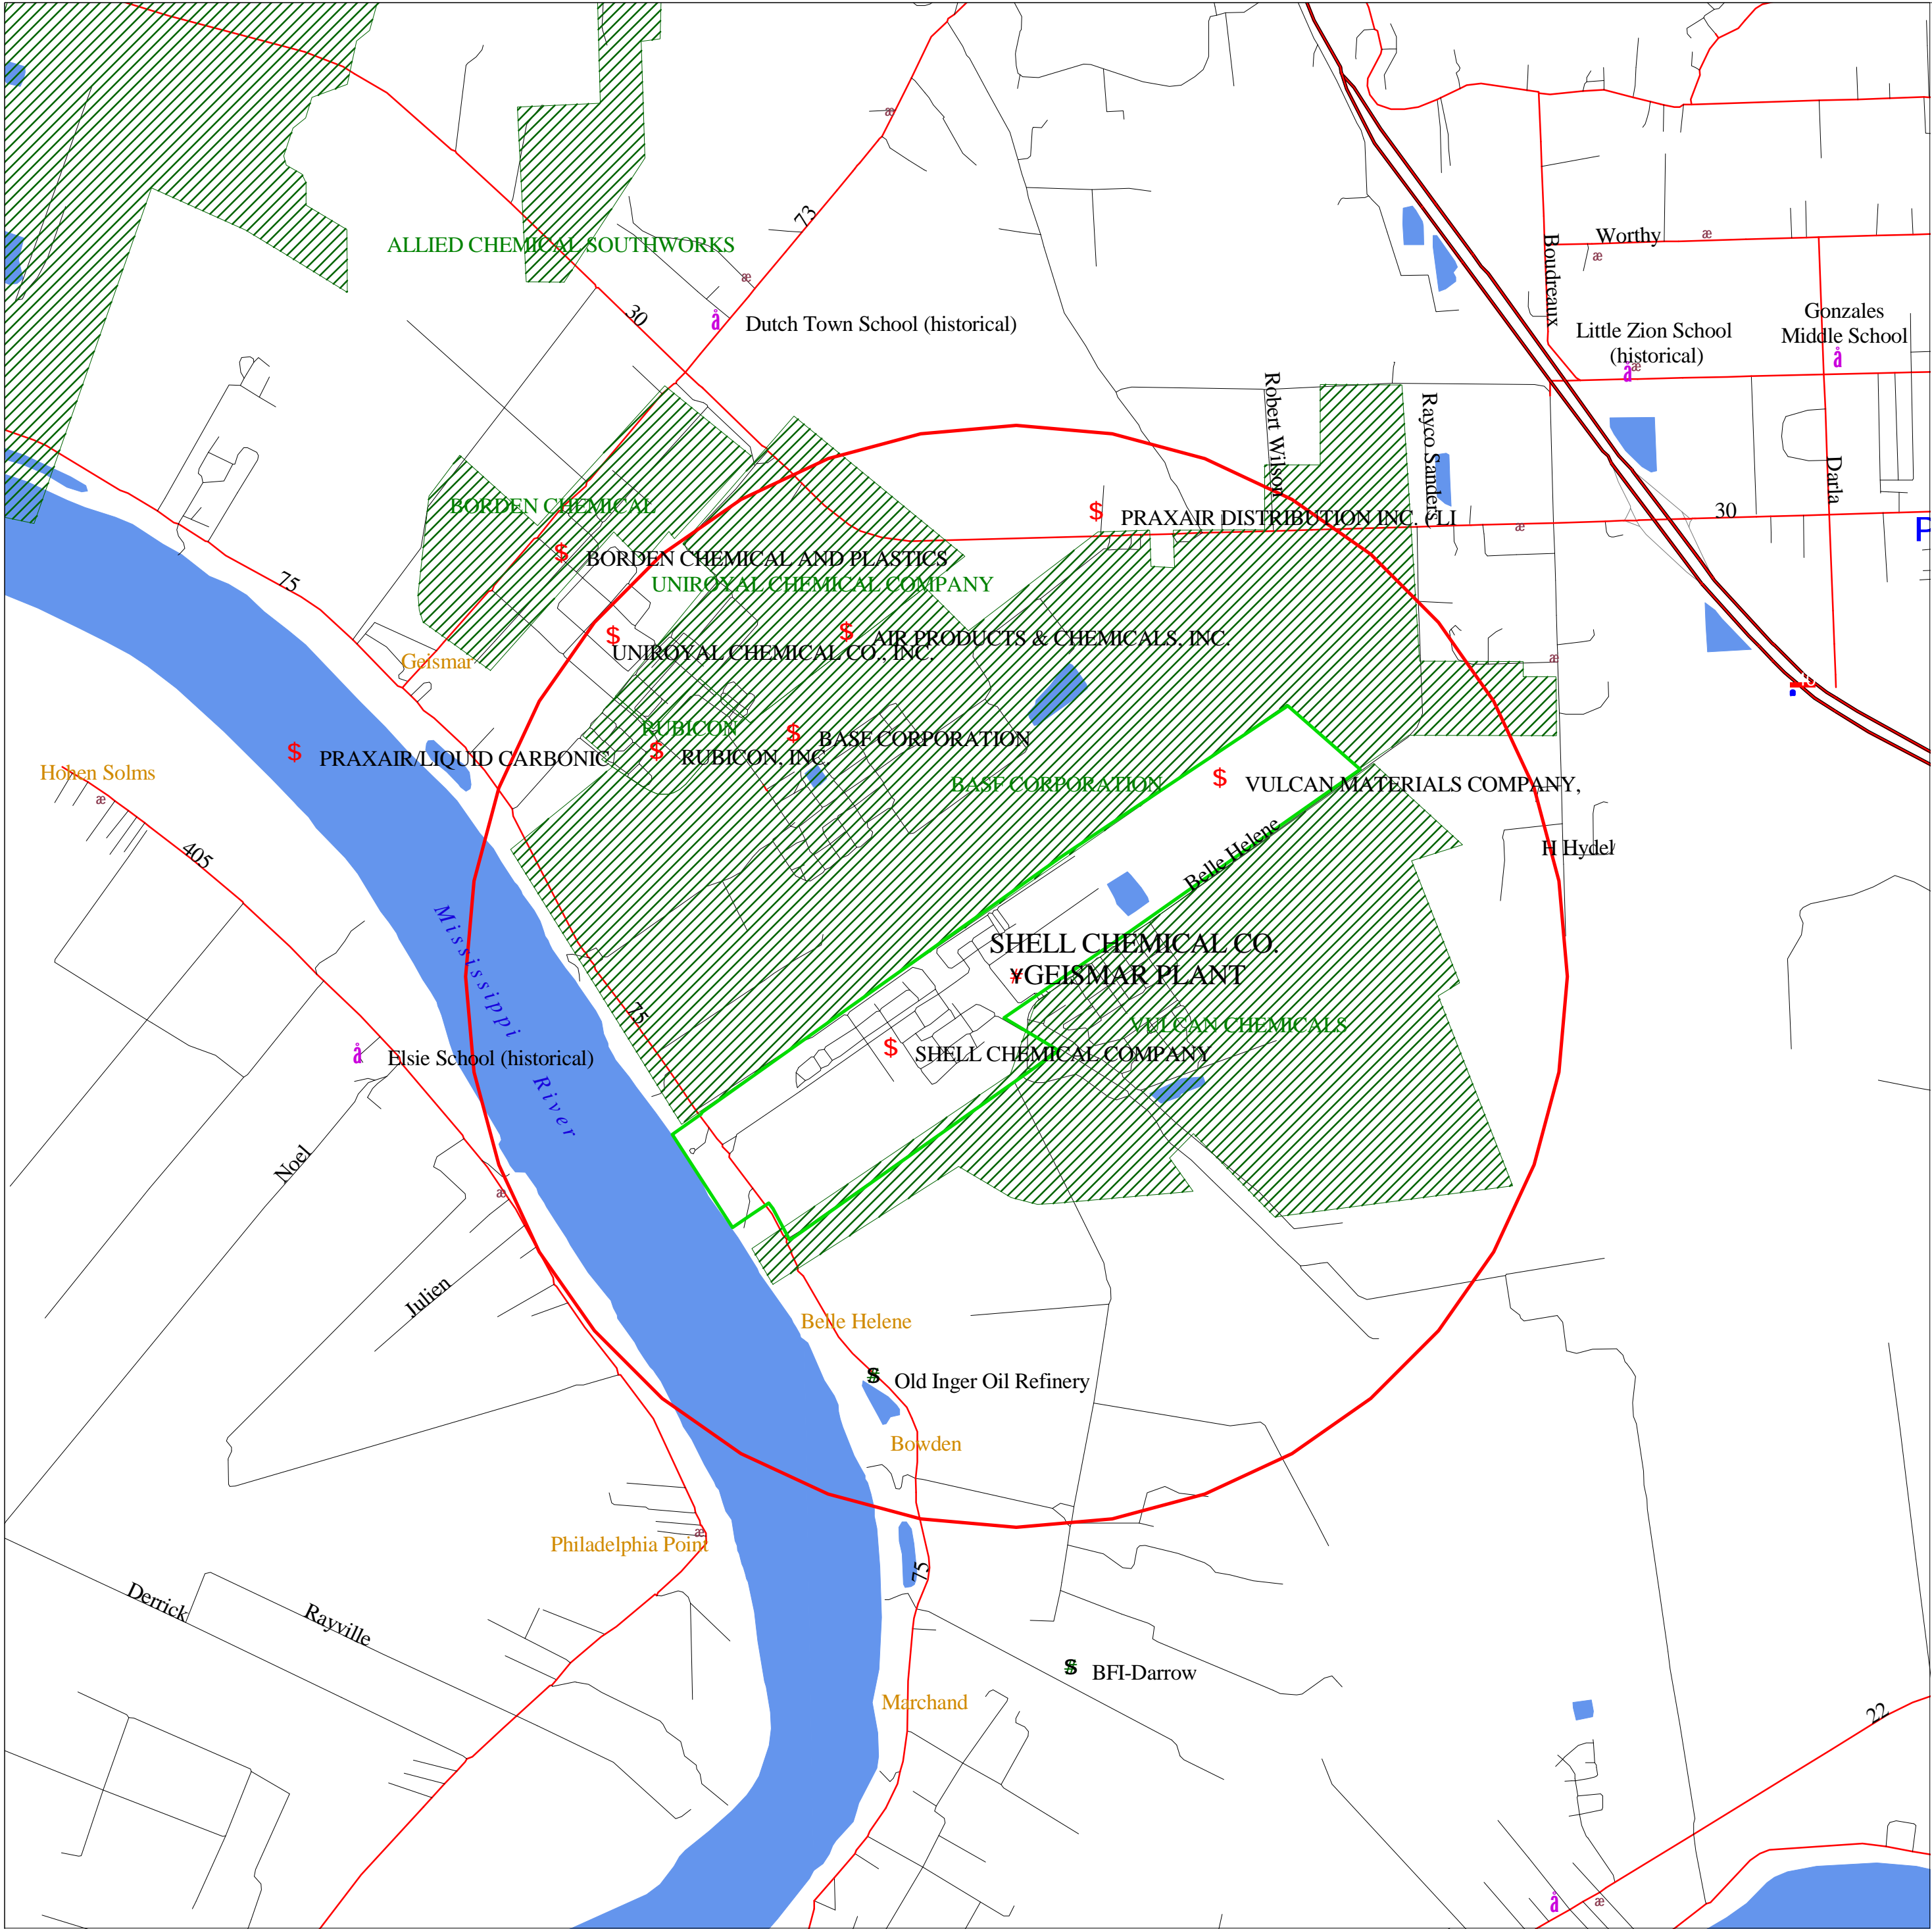 73
ALLIED CHEMICAL SOUTHWORKS
Worthy
Boudreaux
30
Dutch Town School (historical)
Little Zion School
(historical)
Gonzales
Middle School
Robert Wilson
Rayco Sanders
Darla
BORDEN CHEMICAL
PRAXAIR DISTRIBUTION INC. (LI
30
P
BORDEN CHEMICAL AND PLASTICS
75
UNIROYAL CHEMICAL COMPANY
AIR PRODUCTS & CHEMICALS, INC.
UNIROYAL CHEMICAL CO., INC.
Geismar
RUBICON
BASF CORPORATION
PRAXAIR/LIQUID CARBONIC
RUBICON, INC.
Hohen Solms
BASF CORPORATION
VULCAN MATERIALS COMPANY,
405
Belle Helene
H Hydel
Mississippi River
SHELL CHEMICAL CO.
GEISMAR PLANT
75
VULCAN CHEMICALS
Elsie School (historical)
SHELL CHEMICAL COMPANY
Noel
Julien
Belle Helene
Old Inger Oil Refinery
Bowden
Philadelphia Point
75
Derrick
Rayville
BFI-Darrow
Marchand
22